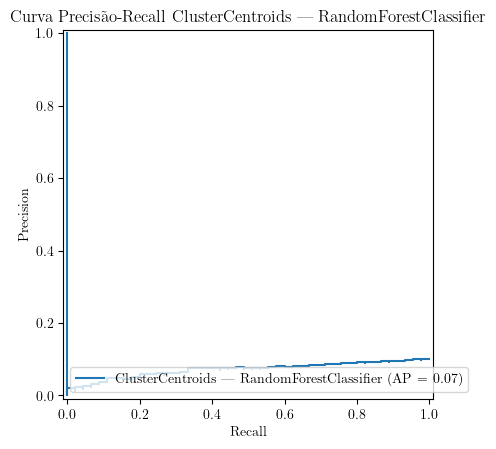 Curva Precisão-Recall ClusterCentroids — RandomForestClassifier
1.0
0.8
0.6
0.4
0.2
0.0
Precision
ClusterCentroids — RandomForestClassifier (AP = 0.07)
0.0 0.2 0.4 0.6 0.8 1.0
Recall